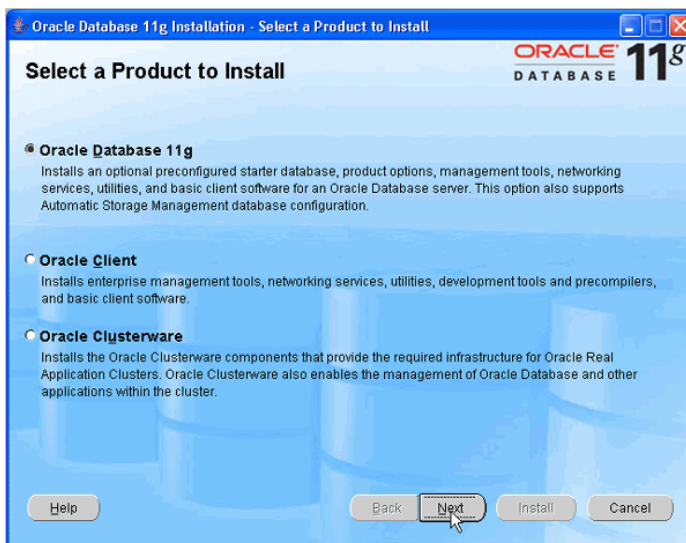 Oracle Database 11g Installation - Select a Product to Install
Select a Product to Install
ORACLE
DATABASE 11g
Oracle Database 11g
Installs an optional preconfigured starter database, product options, management tools, networking
services, utilities, and basic client software for an Oracle Database server. This option also supports
Automatic Storage Management database configuration.
Oracle Client
Installs enterprise management tools, networking services, utilities, development tools and precompilers,
and basic client software.
Oracle Clusterware
Installs the Oracle Clusterware components that provide the required infrastructure for Oracle Real
Application Clusters. Oracle Clusterware also enables the management of Oracle Database and other
applications within the cluster.
Help Back Next Install Cancel